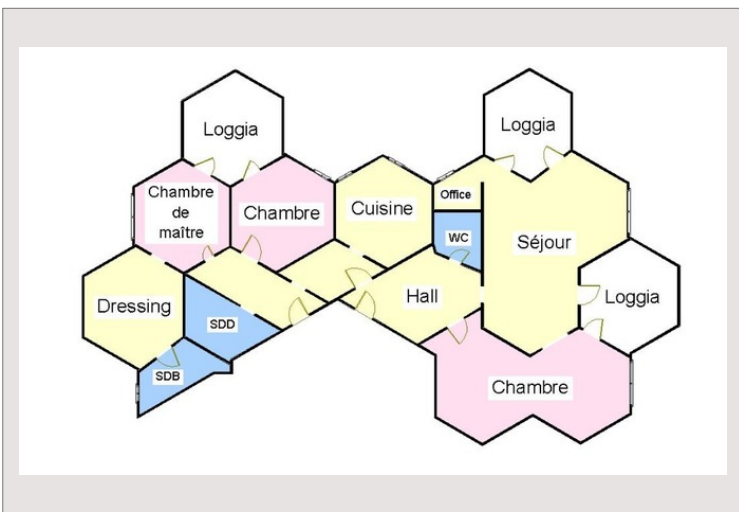 Loggia
Loggia
Chambre
de
maître
Chambre
Cuisine
Office
WC
Séjour
Dressing
SDD
Hall
Loggia
SDB
Chambre